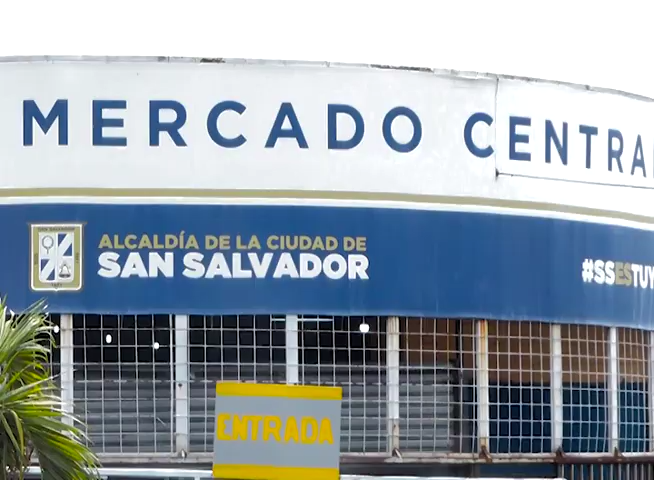 MERCADO CENTRA
ALCALDÍA DE LA CIUDAD DE
SAN SALVADOR
#SSESTUY
ENTRADA